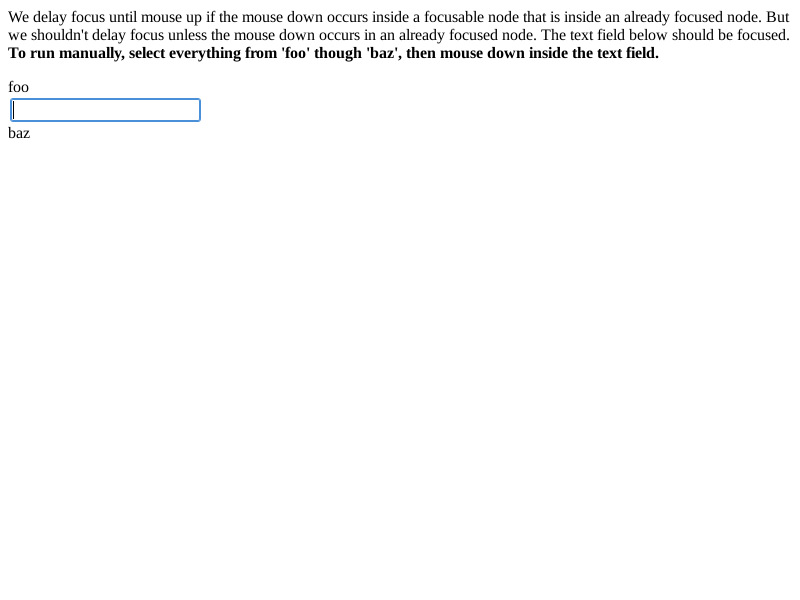 We delay focus until mouse up if the mouse down occurs inside a focusable node that is inside an already focused node. But
we shouldn't delay focus unless the mouse down occurs in an already focused node. The text field below should be focused.
To run manually, select everything from 'foo' though 'baz', then mouse down inside the text field.
foo
baz